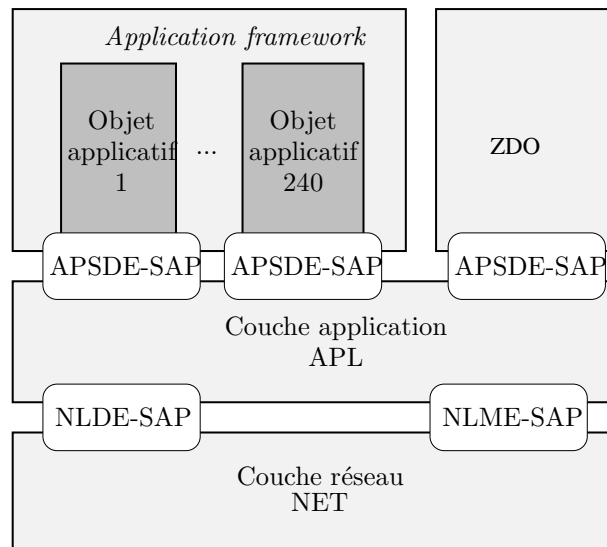 Application framework
Objet
applicatif
1
...
Objet
applicatif
240
ZDO
APSDE-SAP
APSDE-SAP
APSDE-SAP
Couche application
APL
NLDE-SAP
NLME-SAP
Couche réseau
NET